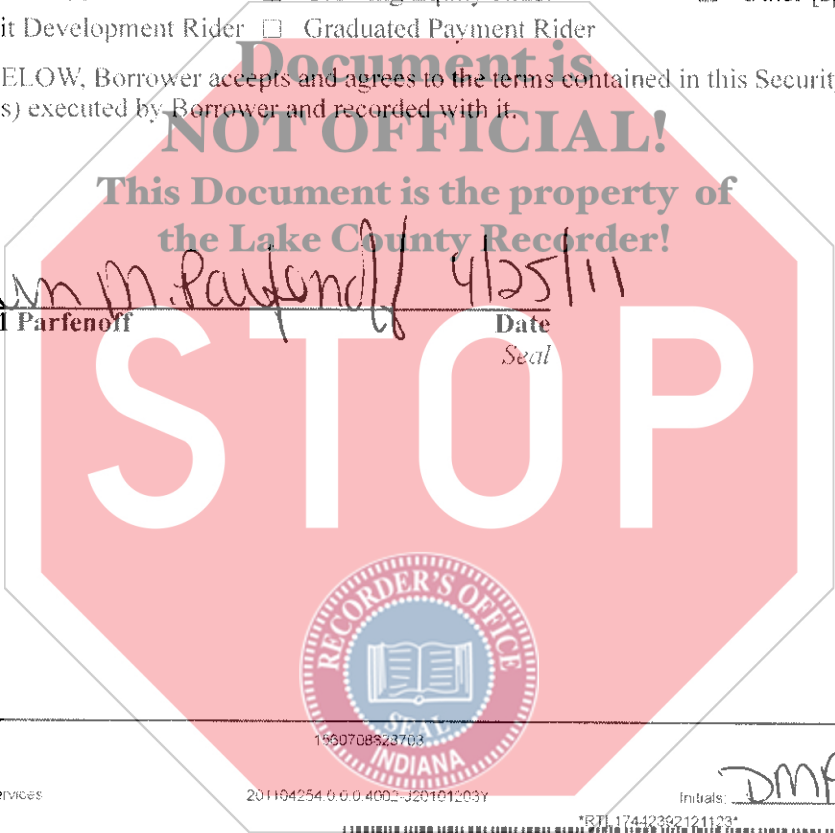 it Development Rider ☐ Graduated Payment Rider
Document is
ELOW, Borrower accepts and agrees to the terms contained in this Security
s) executed by Borrower and recorded with it.
NOT OFFICIAL!
This Document is the property of
the Lake County Recorder!
M. Parfenoff 4/25/11
Parfenoff
Date
Seal
STOP
RECORDER'S OFFICE
SEAL
INDIANA
1560708323703
ervices
201104254.0.0.0.4002-J20101203Y
Initials: DMP
*RTL17442392121123*